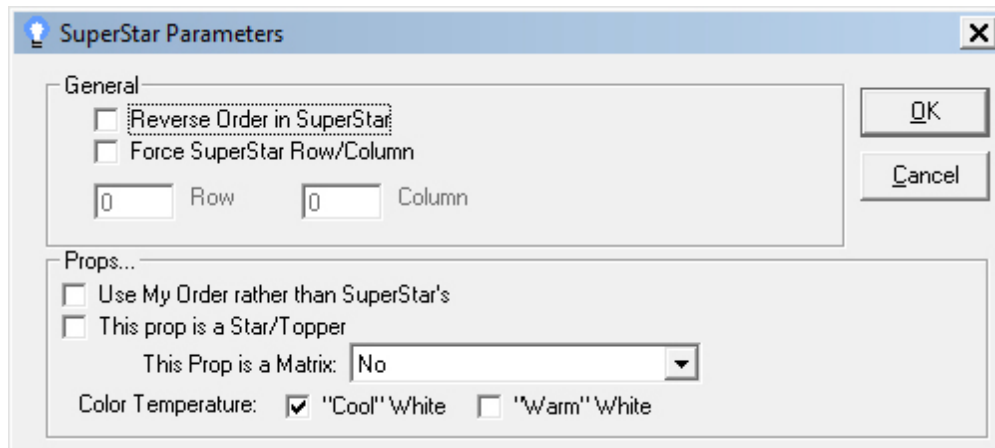 SuperStar Parameters
General
Reverse Order in SuperStar
OK
Force SuperStar Row/Column
Cancel
0 Row 0 Column
Props...
Use My Order rather than SuperStar's
This prop is a Star/Topper
This Prop is a Matrix: No
Color Temperature: "Cool" White "Warm" White